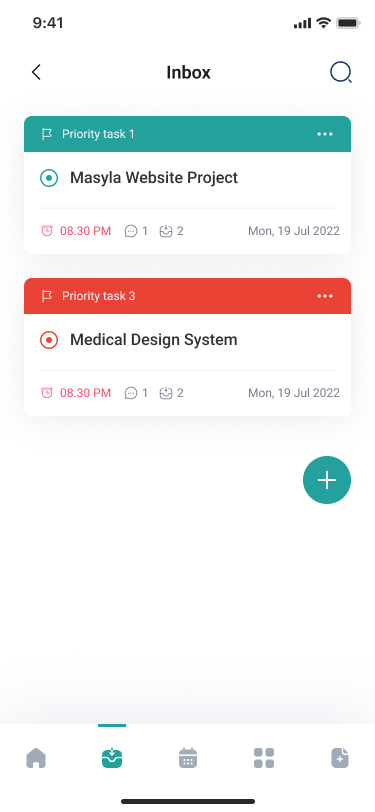 9:41
Inbox
Priority task 1
Masyla Website Project
08.30 PM 1 2 Mon, 19 Jul 2022
Priority task 3
Medical Design System
08.30 PM 1 2 Mon, 19 Jul 2022